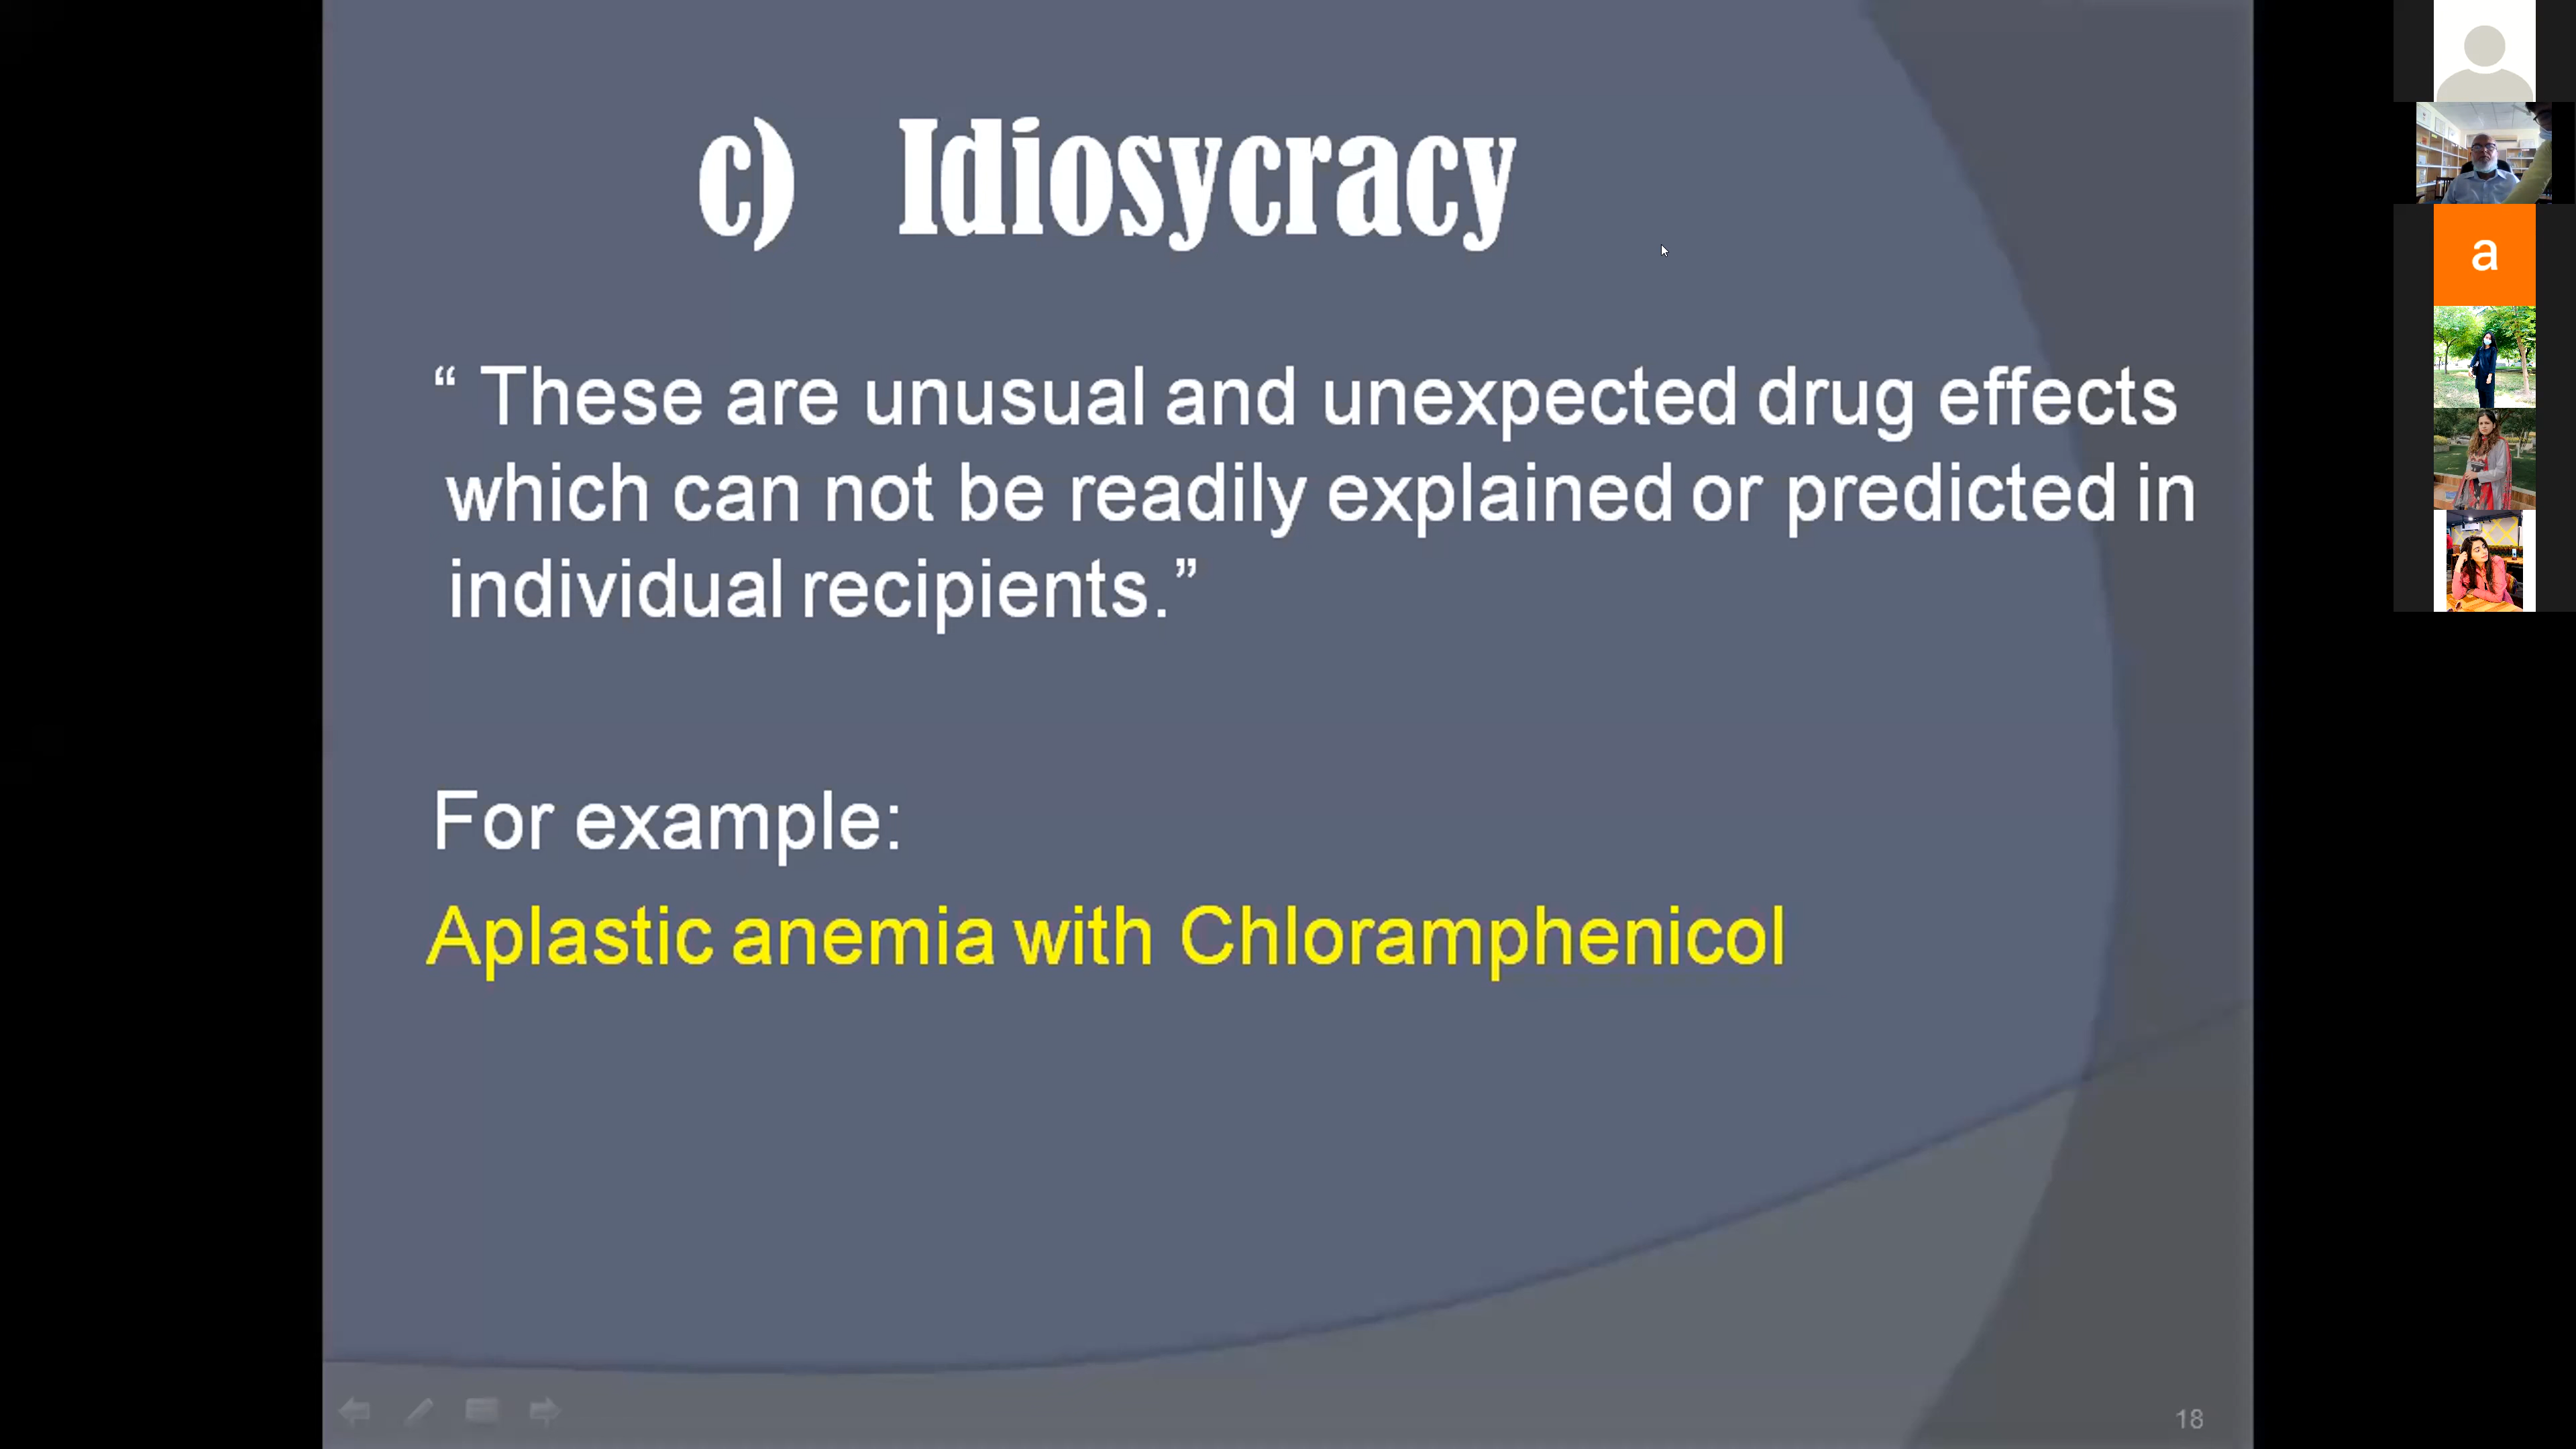 c) Idiosycracy
“ These are unusual and unexpected drug effects
which can not be readily explained or predicted in
individual recipients.”
For example:
Aplastic anemia with Chloramphenicol
18
a